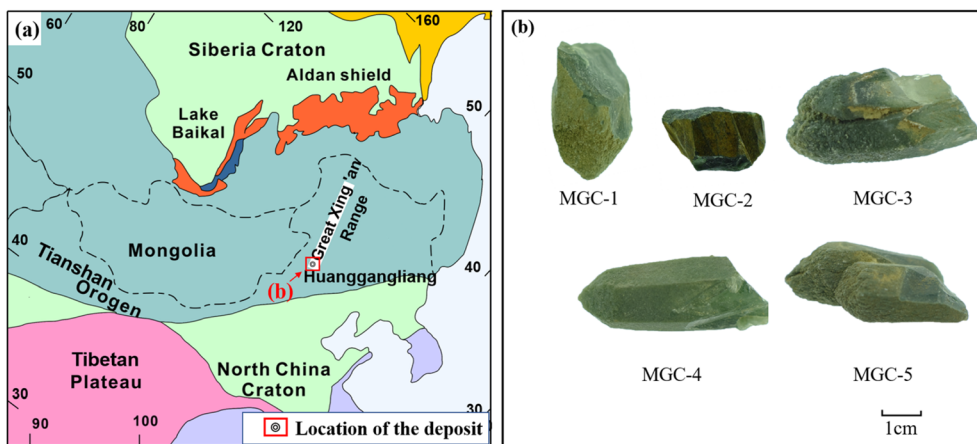 (a)
60
80
120
160
Siberia Craton
Aldan shield
50
50
Lake
Baikal
Great Xing'an
Range
Mongolia
40
40
Tianshan
Orogen
Huanggangliang
(b)
Tibetan
Plateau
North China
Craton
30
30
90
100
Location of the deposit
(b)
MGC-1
MGC-2
MGC-3
MGC-4
MGC-5
1cm